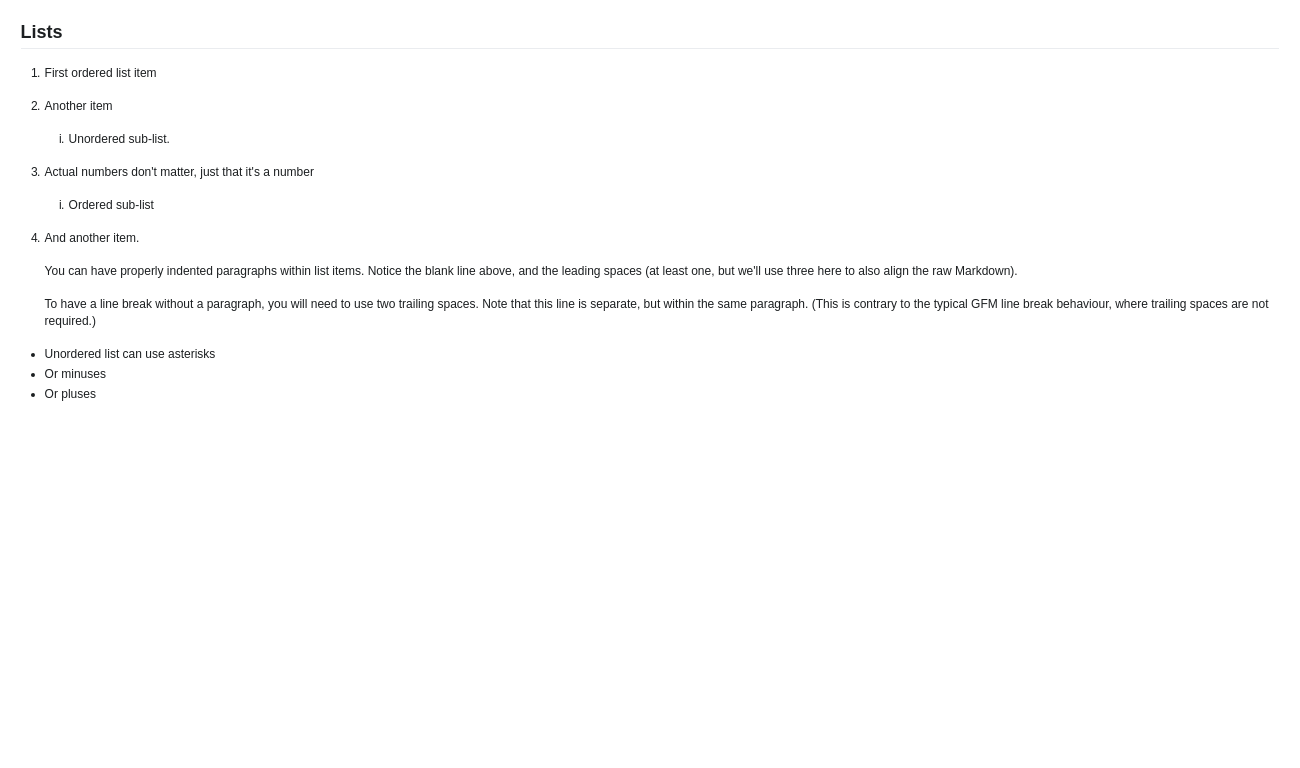 Lists
1. First ordered list item
2. Another item
i. Unordered sub-list.
3. Actual numbers don't matter, just that it's a number
i. Ordered sub-list
4. And another item.
You can have properly indented paragraphs within list items. Notice the blank line above, and the leading spaces (at least one, but we'll use three here to also align the raw Markdown).
To have a line break without a paragraph, you will need to use two trailing spaces. Note that this line is separate, but within the same paragraph. (This is contrary to the typical GFM line break behaviour, where trailing spaces are not
required.)
• Unordered list can use asterisks
• Or minuses
• Or pluses